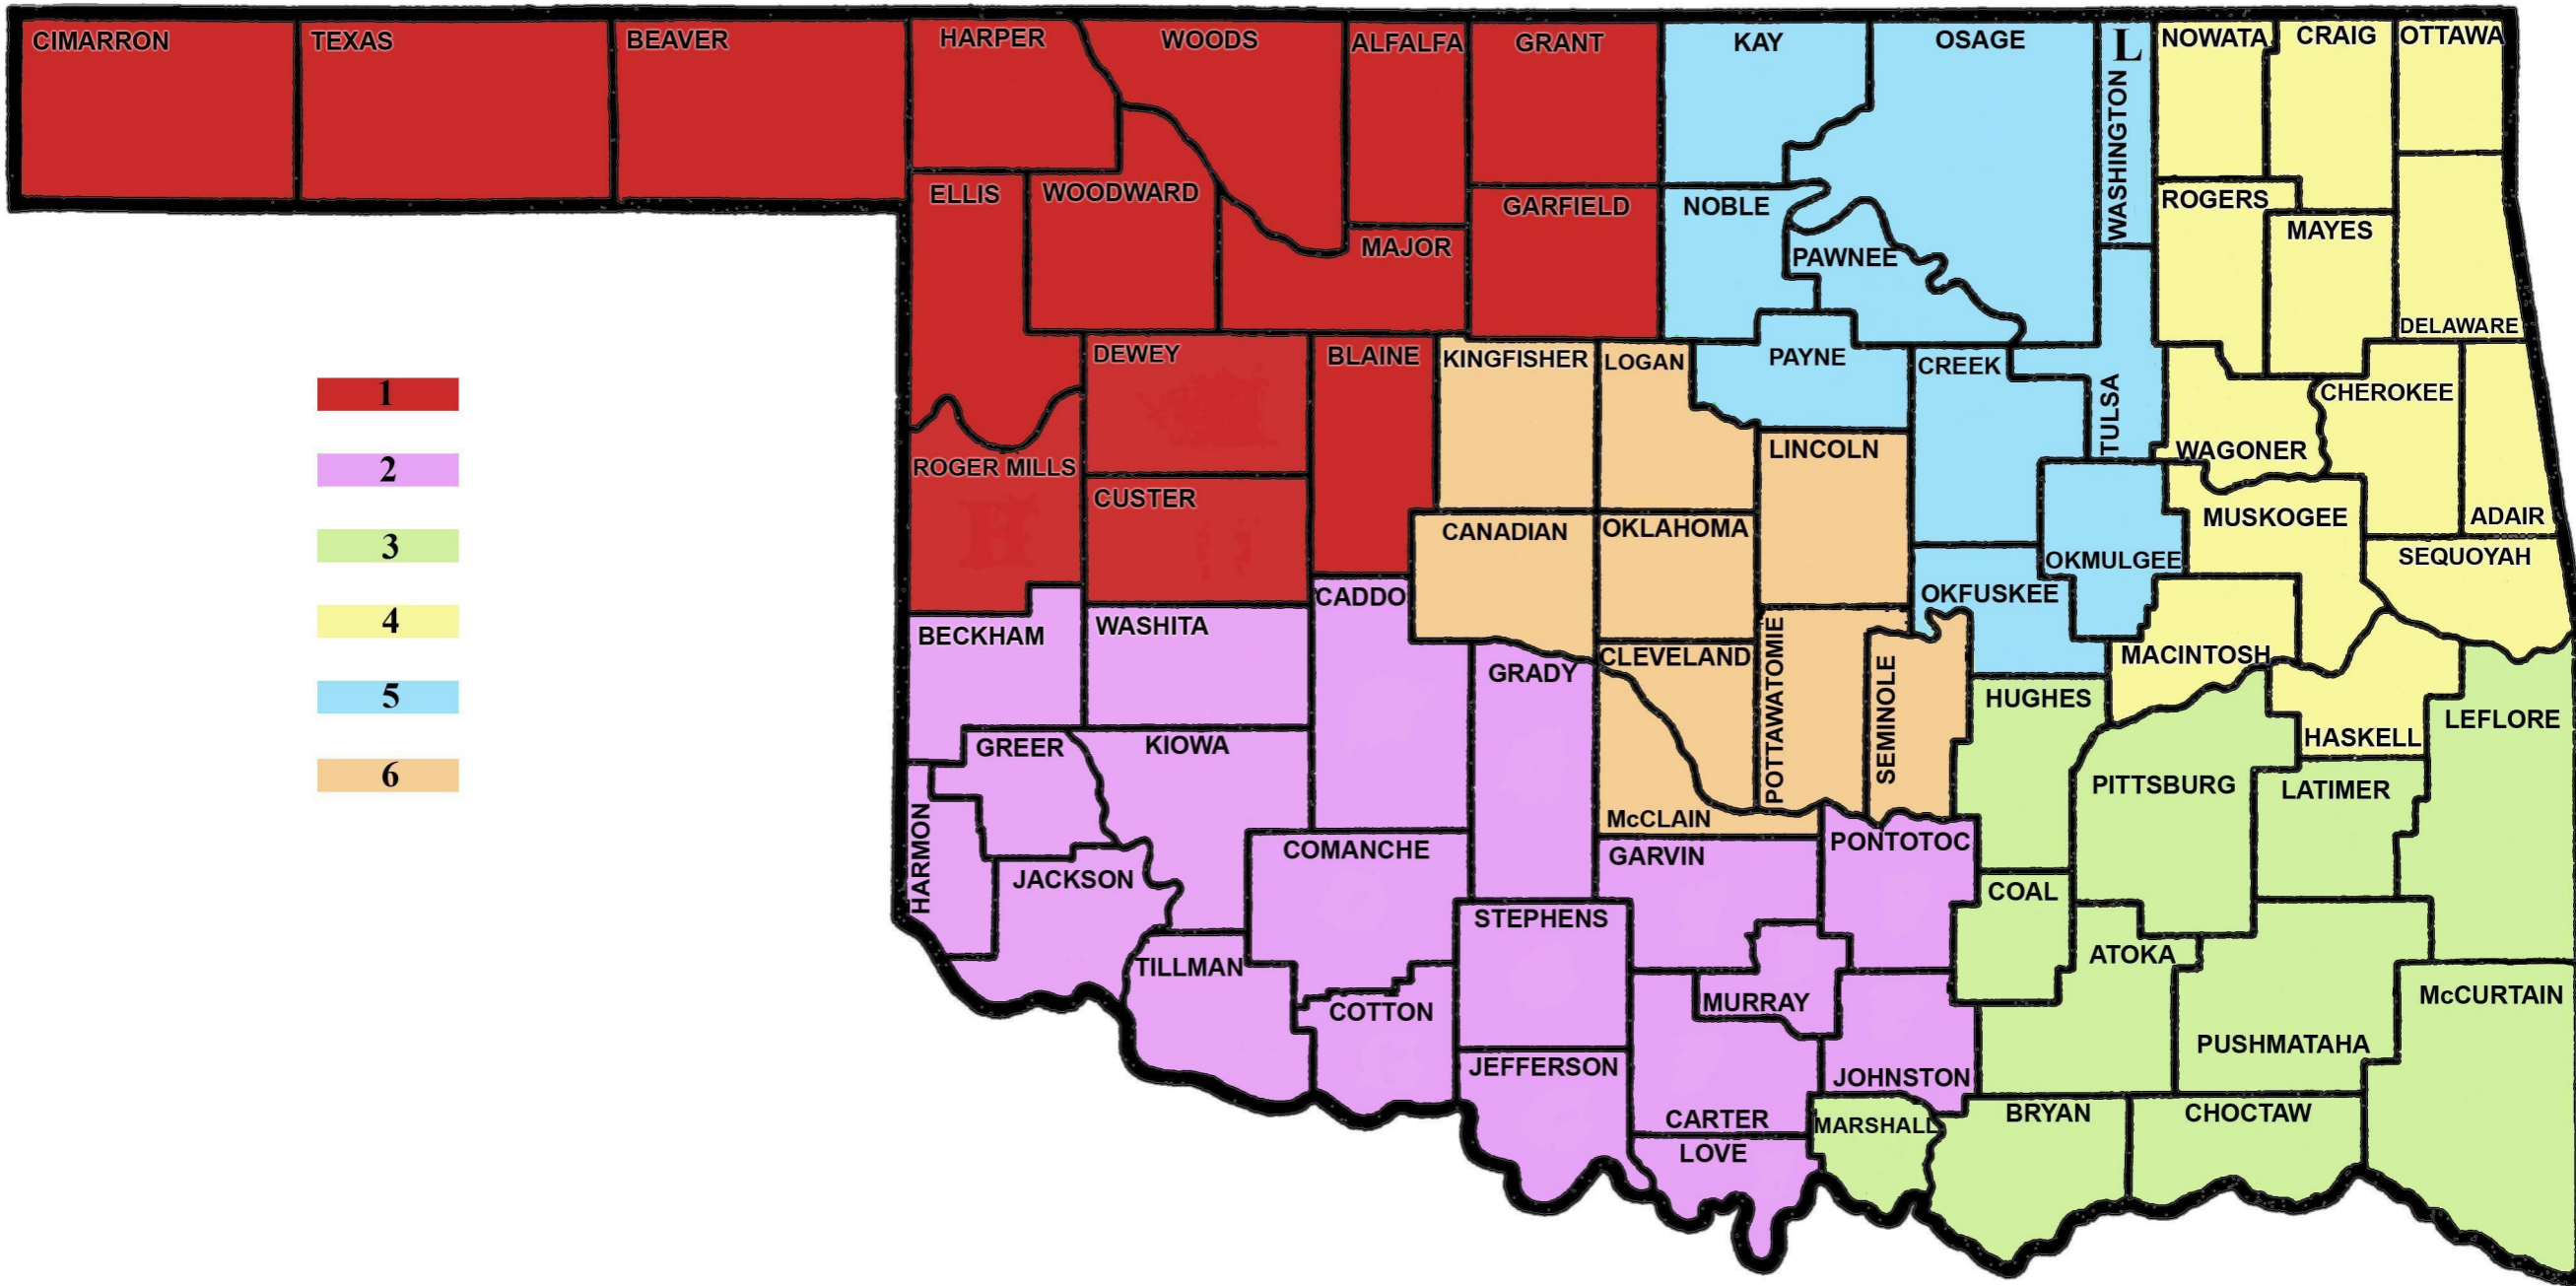 CIMARRON
TEXAS
BEAVER
HARPER
WOODS
ALFALFA
GRANT
KAY
OSAGE
L
WASHINGTON
NOWATA
CRAIG
OTTAWA
ELLIS
WOODWARD
MAJOR
GARFIELD
NOBLE
PAWNEE
ROGERS
MAYES
DELAWARE
DEWEY
BLAINE
KINGFISHER
LOGAN
PAYNE
CREEK
TULSA
CHEROKEE
WAGONER
LINCOLN
ROGER MILLS
CUSTER
CANADIAN
OKLAHOMA
OKMULGEE
MUSKOGEE
ADAIR
SEQUOYAH
OKFUSKEE
CADDO
BECKHAM
WASHITA
GRADY
CLEVELAND
POTTAWATOMIE
SEMINOLE
HUGHES
MACINTOSH
HASKELL
LEFLORE
GREER
KIOWA
HARMON
JACKSON
COMANCHE
McCLAIN
GARVIN
PONTOTOC
PITTSBURG
LATIMER
COAL
STEPHENS
ATOKA
TILLMAN
COTTON
MURRAY
McCURTAIN
PUSHMATAHA
JEFFERSON
JOHNSTON
CARTER
MARSHALL
BRYAN
CHOCTAW
LOVE
1
2
3
4
5
6